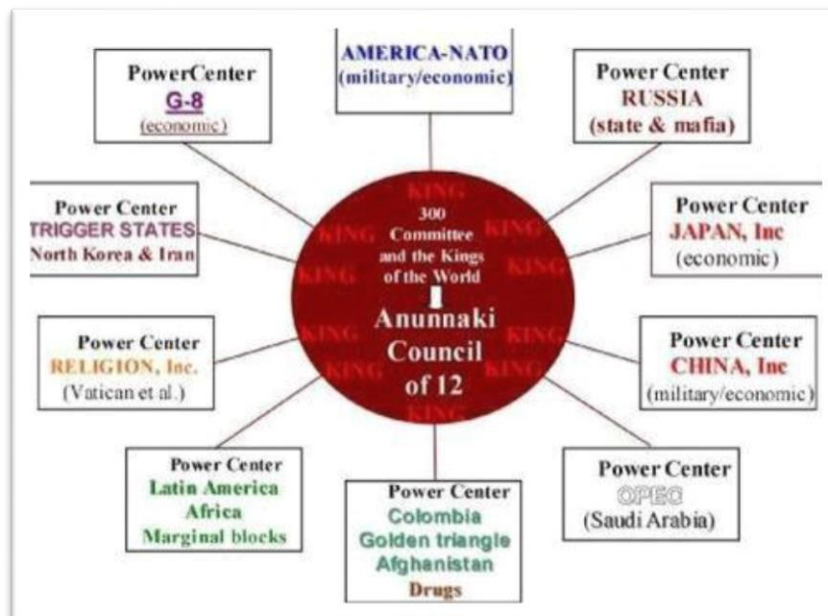 AMERICA-NATO
(military/economic)
PowerCenter
G-8
(economic)
Power Center
RUSSIA
(state & mafia)
Power Center
TRIGGER STATES
North Korea & Iran
Power Center
JAPAN, Inc
(economic)
KING
KING
KING
KING
KING
300
Committee
and the Kings
of the World
Anunnaki
Council
of 12
KING
KING
KING
KING
KING
Power Center
RELIGION, Inc.
(Vatican et al.)
Power Center
CHINA, Inc
(military/economic)
Power Center
Latin America
Africa
Marginal blocks
Power Center
Colombia
Golden triangle
Afghanistan
Drugs
Power Center
OPEC
(Saudi Arabia)